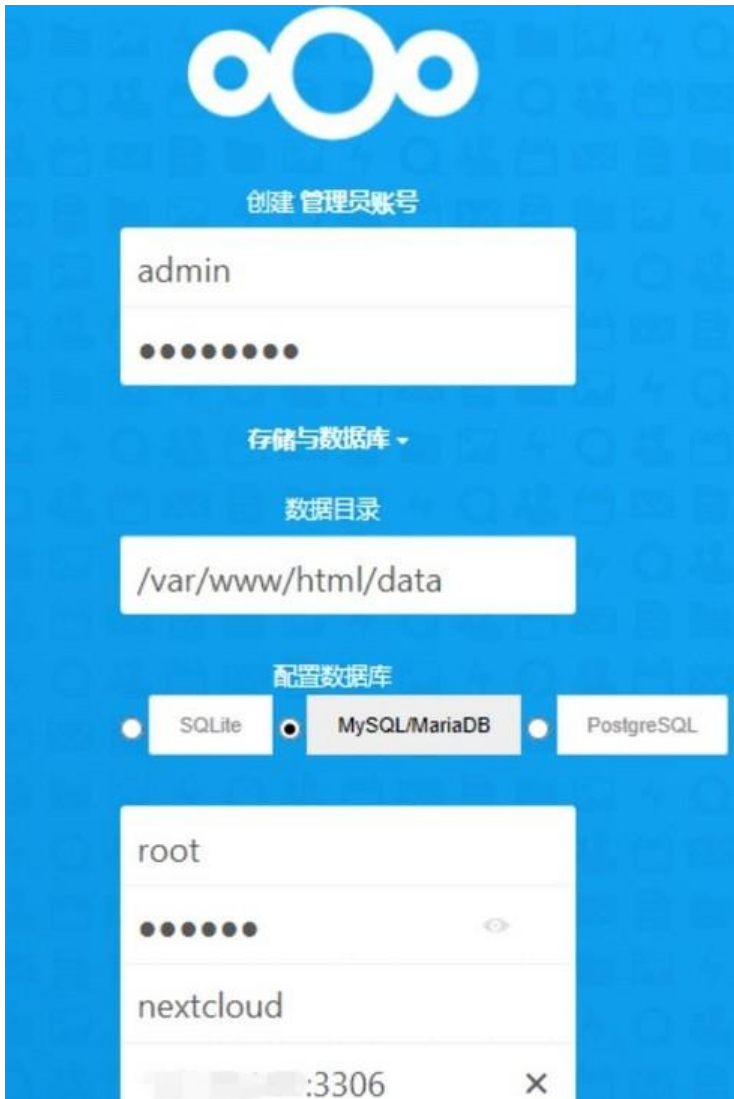 创建 管理员账号
admin
●●●●●●●●
存储与数据库
数据目录
/var/www/html/data
配置数据库
SQLite MySQL/MariaDB PostgreSQL
root
●●●●●●
nextcloud
:3306